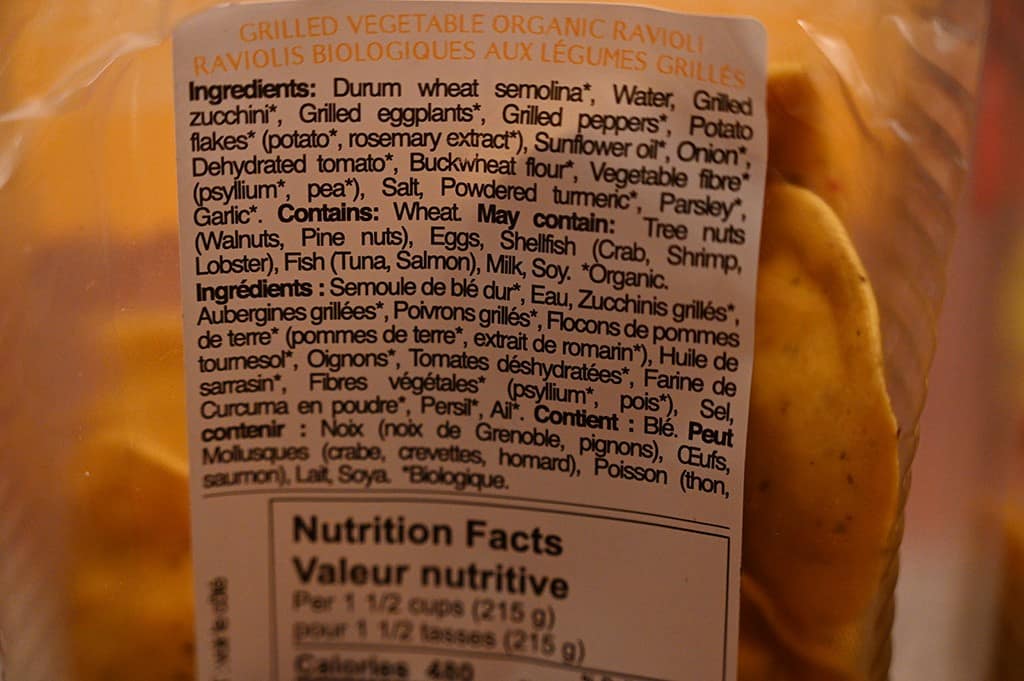 GRILLED VEGETABLE ORGANIC RAVIOLI
RAVIOLIS BIOLOGIQUES AUX LÉGUMES GRILLÉS
Ingredients: Durum wheat semolina*, Water, Grilled
zucchini*, Grilled eggplants*, Grilled peppers*, Potato
flakes* (potato*, rosemary extract*), Sunflower oil*, Onion*,
Dehydrated tomato*, Buckwheat flour*, Vegetable fibre*
(psyllium*, pea*), Salt, Powdered turmeric*, Parsley*,
Garlic*. Contains: Wheat. May contain: Tree nuts
(Walnuts, Pine nuts), Eggs, Shellfish (Crab, Shrimp,
Lobster), Fish (Tuna, Salmon), Milk, Soy. *Organic.
Ingrédients : Semoule de blé dur*, Eau, Zucchinis grillés*,
Aubergines grillées*, Poivrons grillés*, Flocons de pommes
de terre* (pommes de terre*, extrait de romarin*), Huile de
tournesol*, Oignons*, Tomates déshydratées*, Farine de
sarrasin*, Fibres végétales* (psyllium*, pois*), Sel,
Curcuma en poudre*, Persil*, Ail*. Contient : Blé. Peut
contenir : Noix (noix de Grenoble, pignons), Œufs,
Mollusques (crabe, crevettes, homard), Poisson (thon,
saumon), Lait, Soya. *Biologique.
Nutrition Facts
Valeur nutritive
Per 1 1/2 cups (215 g)
pour 1 1/2 tasses (215 g)
Calories 480